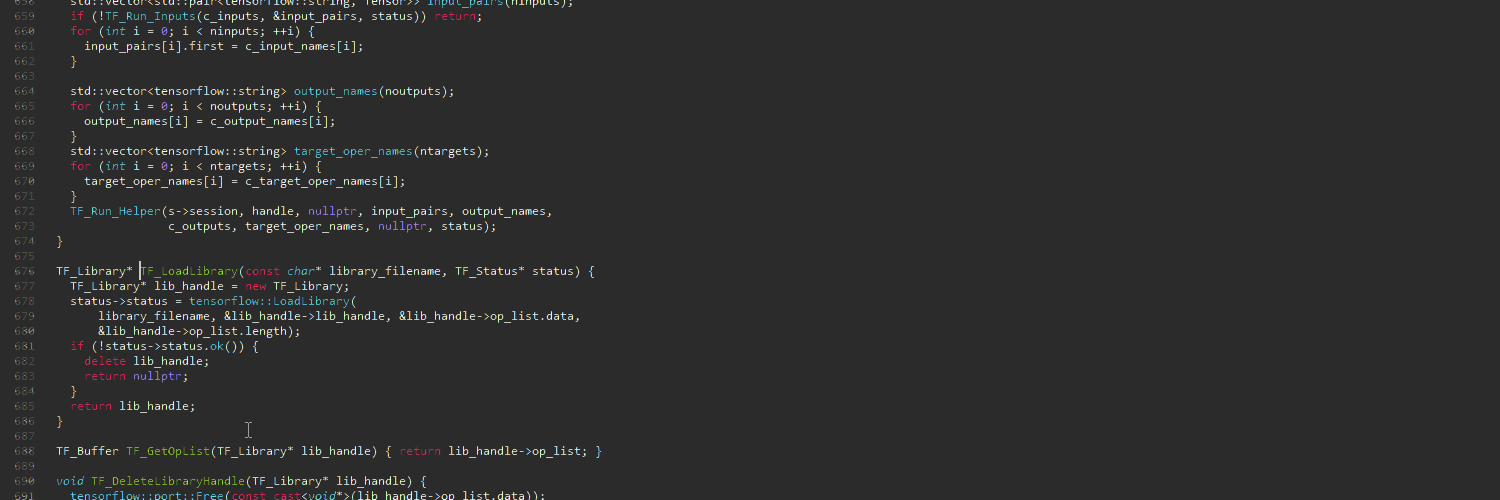 658     std::vector<std::pair<tensorflow::string, Tensor>> input_pairs(ninputs);
659     if (!TF_Run_Inputs(c_inputs, &input_pairs, status)) return;
660     for (int i = 0; i < ninputs; ++i) {
661       input_pairs[i].first = c_input_names[i];
662     }
663
664     std::vector<tensorflow::string> output_names(noutputs);
665     for (int i = 0; i < noutputs; ++i) {
666       output_names[i] = c_output_names[i];
667     }
668     std::vector<tensorflow::string> target_oper_names(ntargets);
669     for (int i = 0; i < ntargets; ++i) {
670       target_oper_names[i] = c_target_oper_names[i];
671     }
672     TF_Run_Helper(s->session, handle, nullptr, input_pairs, output_names,
673                   c_outputs, target_oper_names, nullptr, status);
674   }
675
676   TF_Library* TF_LoadLibrary(const char* library_filename, TF_Status* status) {
677     TF_Library* lib_handle = new TF_Library;
678     status->status = tensorflow::LoadLibrary(
679         library_filename, &lib_handle->lib_handle, &lib_handle->op_list.data,
680         &lib_handle->op_list.length);
681     if (!status->status.ok()) {
682       delete lib_handle;
683       return nullptr;
684     }
685     return lib_handle;
686   }
687
688   TF_Buffer TF_GetOpList(TF_Library* lib_handle) { return lib_handle->op_list; }
689
690   void TF_DeleteLibraryHandle(TF_Library* lib_handle) {
691     tensorflow::port::Free(const_cast<void*>(lib_handle->op_list.data));